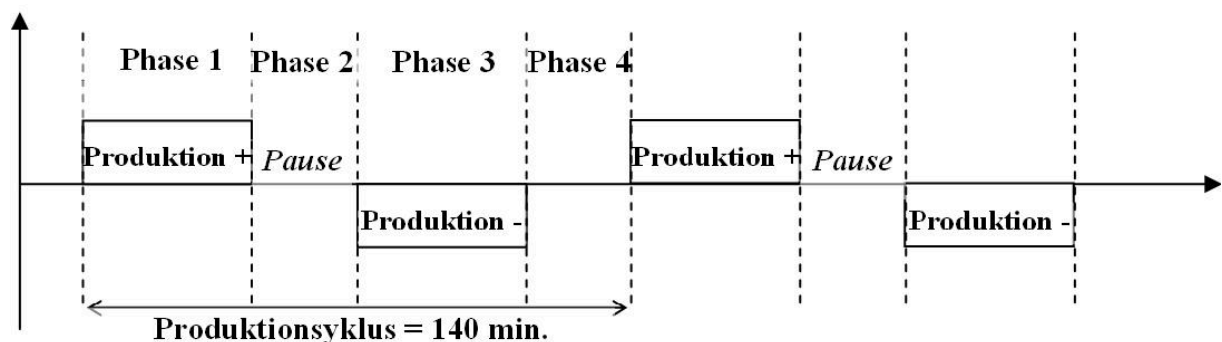 Phase 1 Phase 2 Phase 3 Phase 4
Produktion + Pause Produktion + Pause
Produktion - Produktion -
Produktionsyklus = 140 min.